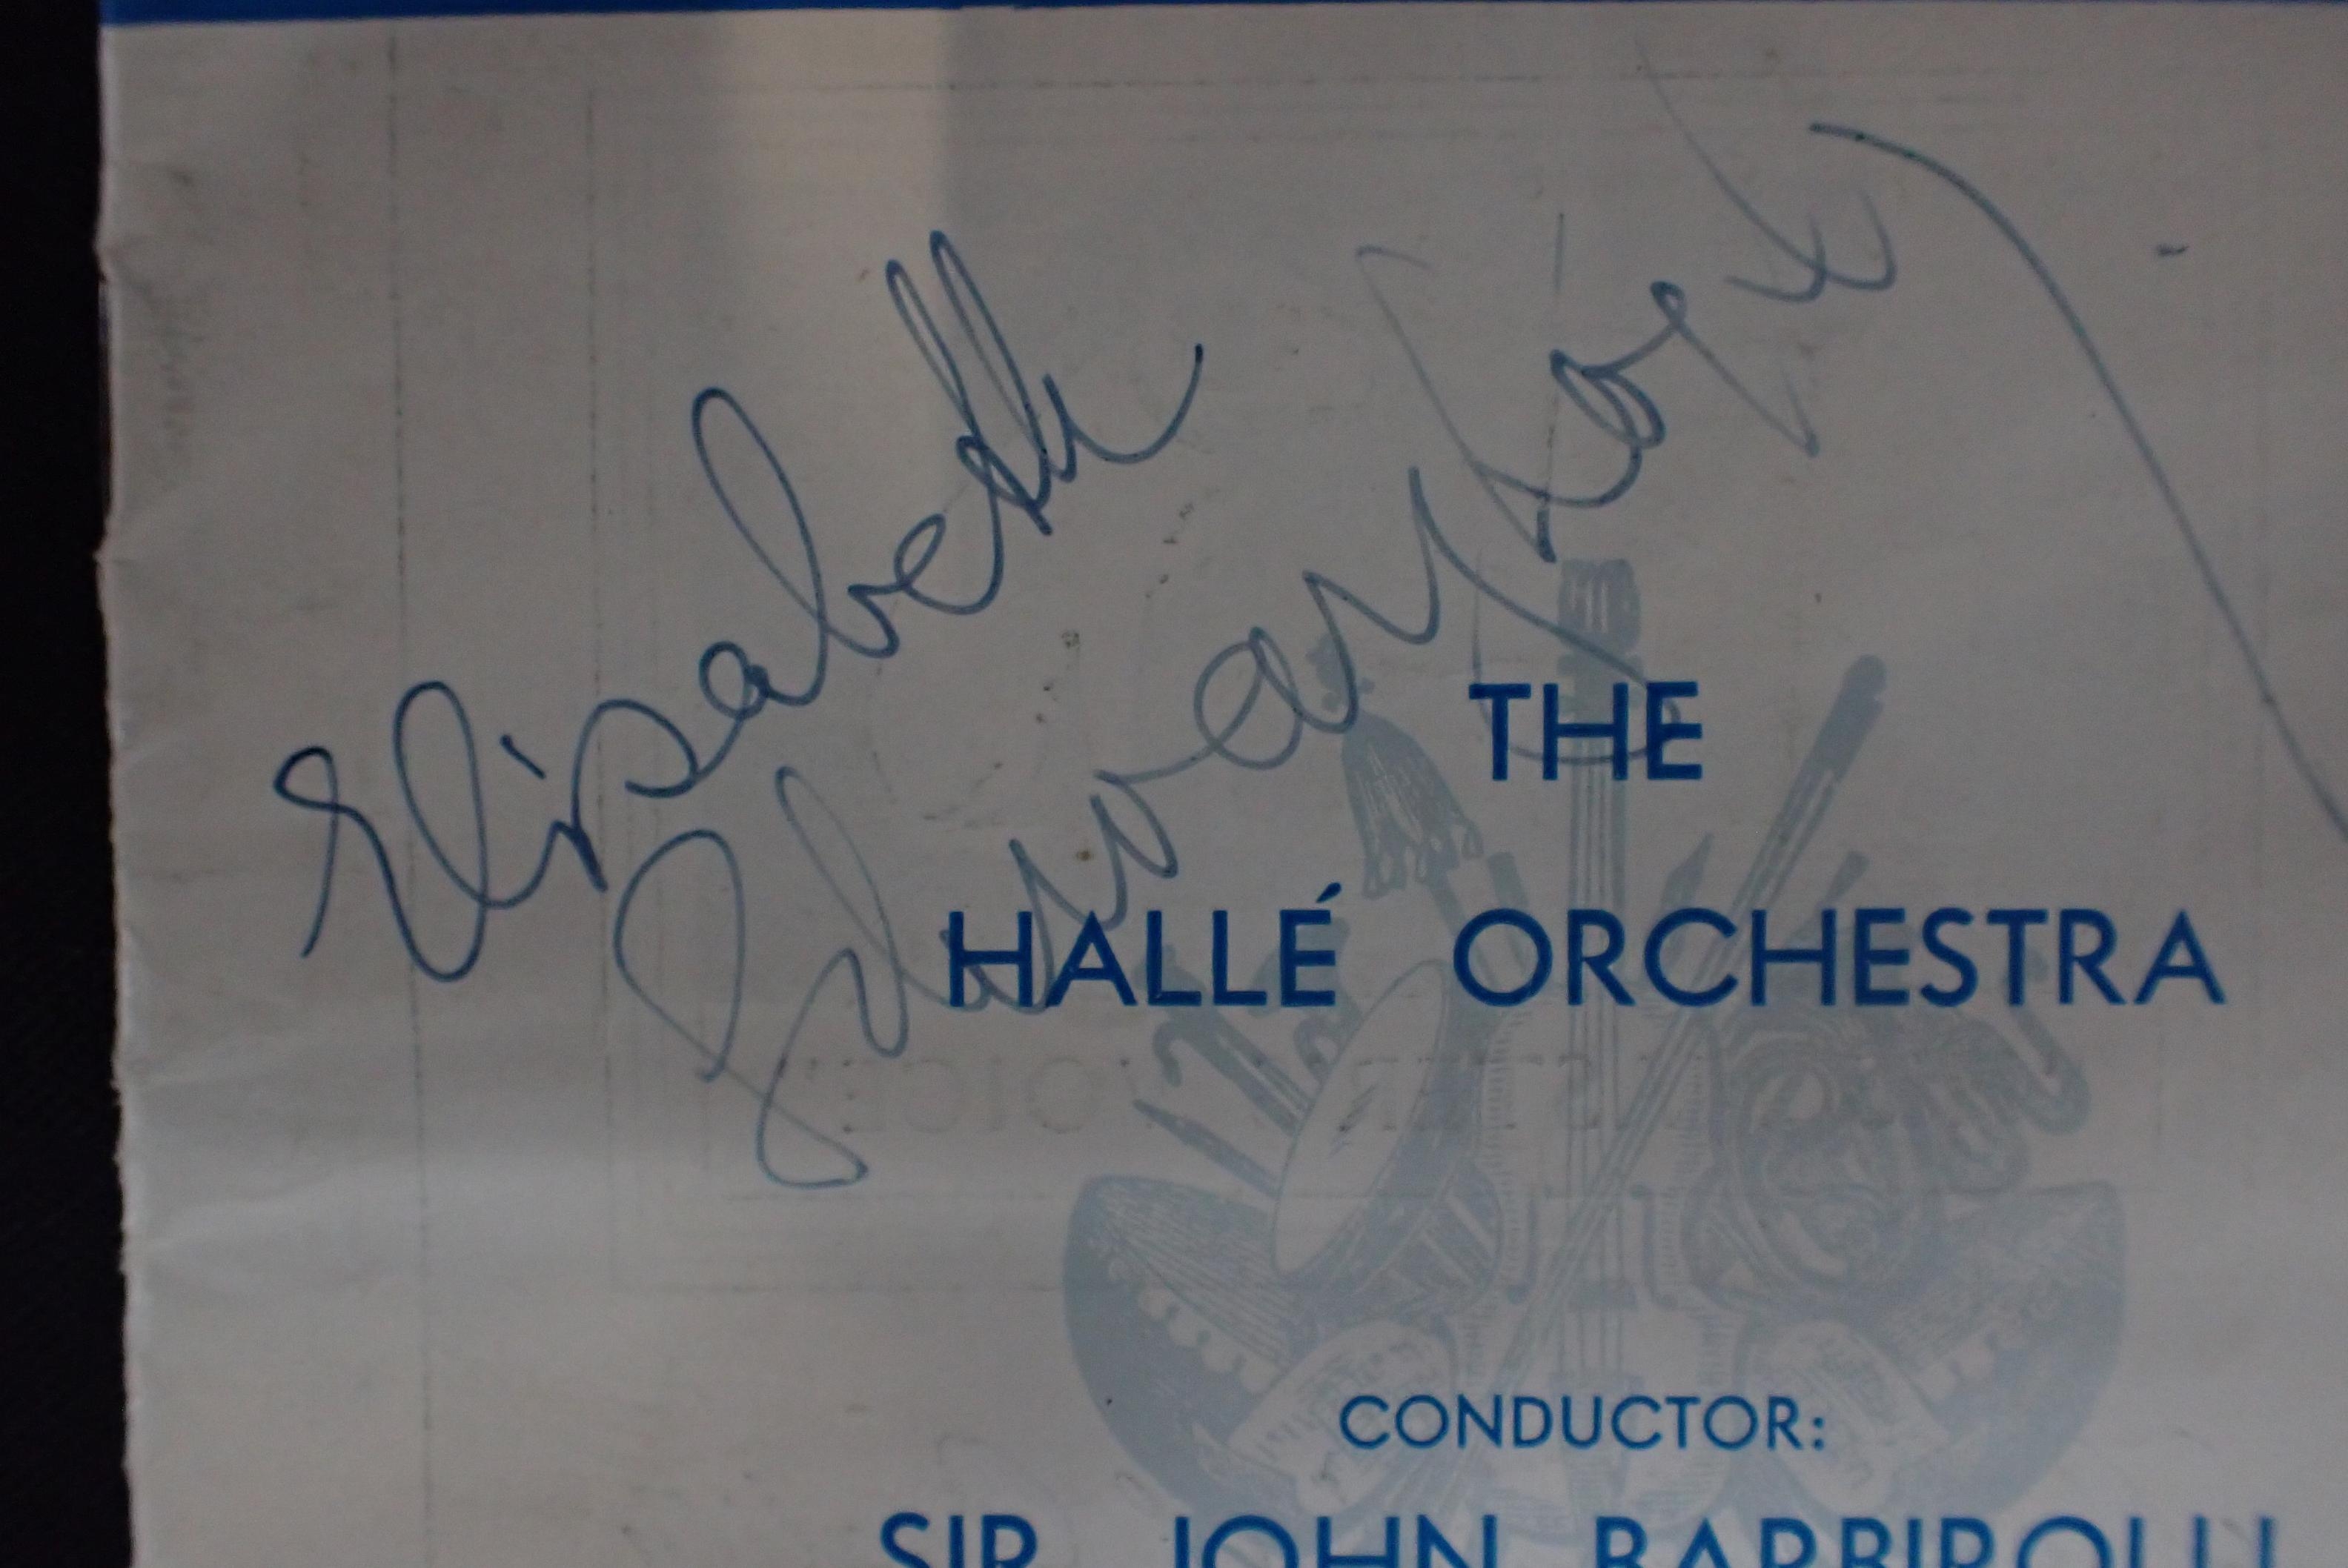 Elisabeth
Schwarzkopf
THE
HALLÉ ORCHESTRA
CONDUCTOR:
SIR JOHN BARBIROLLI